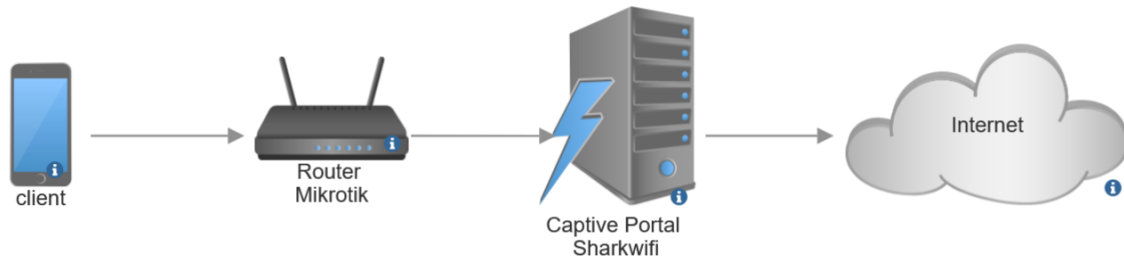 client
Router
Mikrotik
Captive Portal
Sharkwifi
Internet